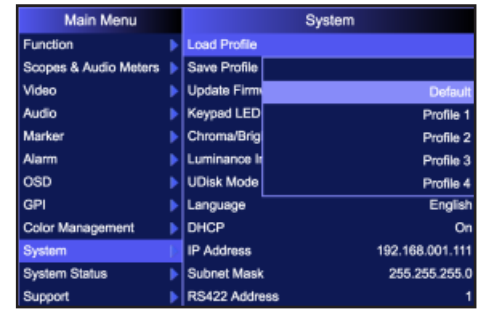 Main Menu
System
Function
Load Profile
Scopes & Audio Meters
Save Profile
Video
Update Firm
Default
Audio
Keypad LED
Profile 1
Marker
Chroma/Brig
Profile 2
Alarm
Luminance
Profile 3
OSD
UDisk Mode
Profile 4
GPI
Language
English
Color Management
DHCP
On
System
IP Address
192.168.001.111
System Status
Subnet Mask
255.255.255.0
Support
RS422 Address
1